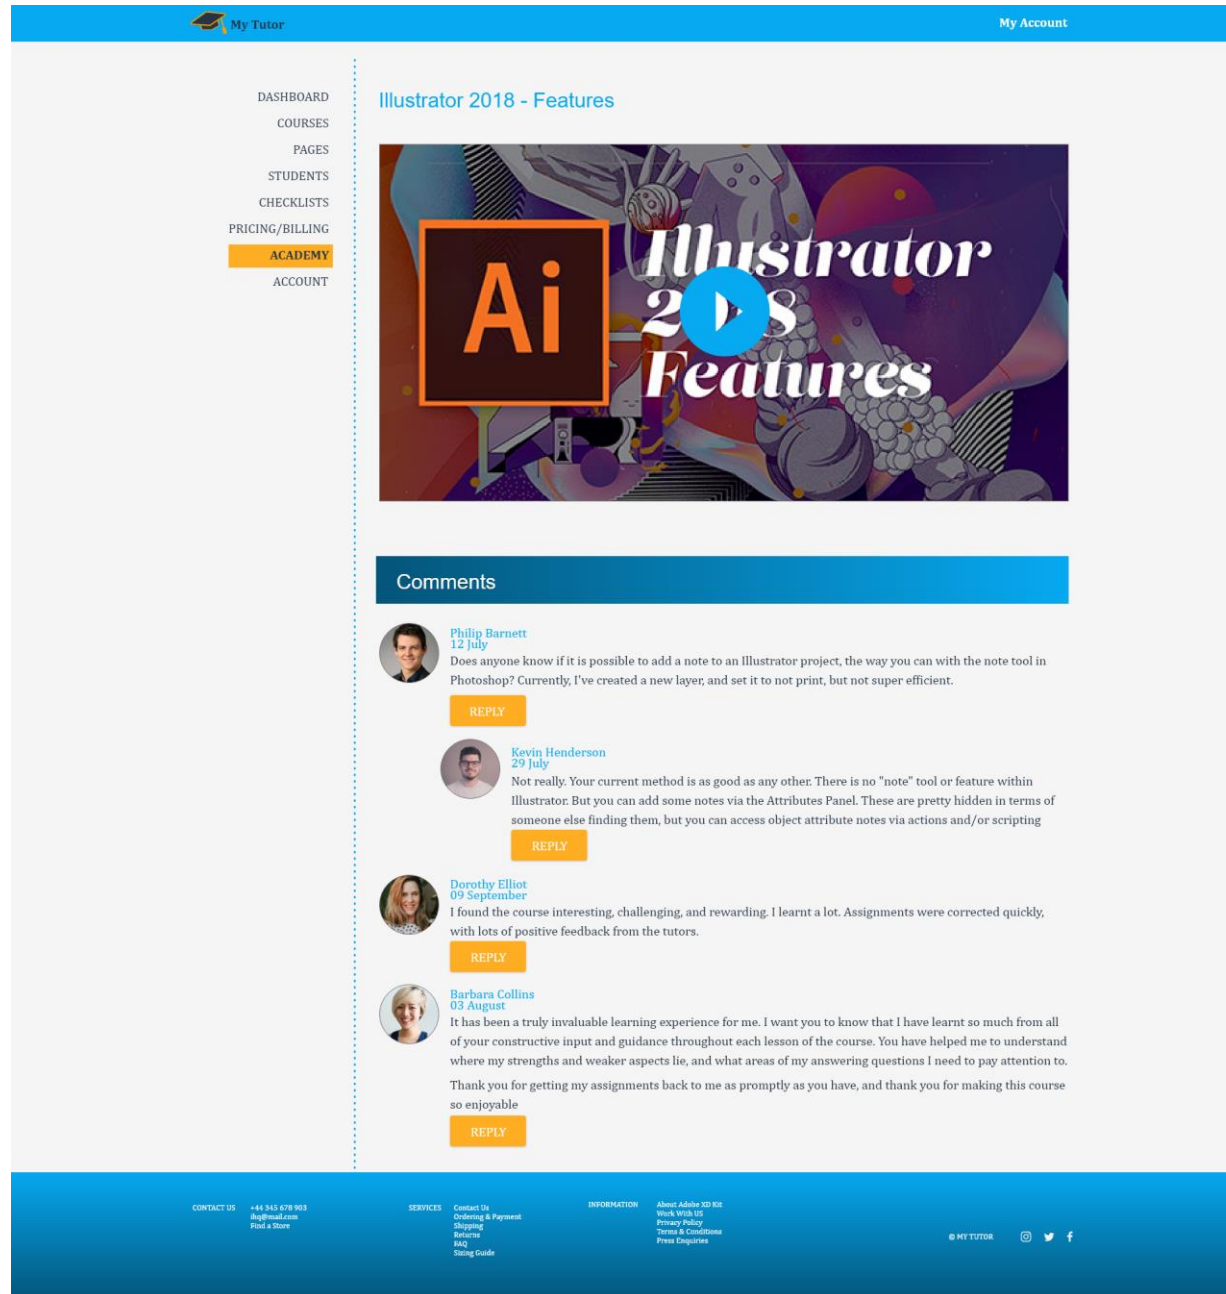 My Tutor
My Account
DASHBOARD
COURSES
PAGES
STUDENTS
CHECKLISTS
PRICING/BILLING
ACADEMY
ACCOUNT
Illustrator 2018 - Features
Ai
Illustrator
2018
Features
Comments
Philip Barnett
12 July
Does anyone know if it is possible to add a note to an Illustrator project, the way you can with the note tool in
Photoshop? Currently, I've created a new layer, and set it to not print, but not super efficient.
REPLY
Kevin Henderson
29 July
Not really. Your current method is as good as any other. There is no "note" tool or feature within
Illustrator. But you can add some notes via the Attributes Panel. These are pretty hidden in terms of
someone else finding them, but you can access object attribute notes via actions and/or scripting
REPLY
Dorothy Elliot
09 September
I found the course interesting, challenging, and rewarding. I learnt a lot. Assignments were corrected quickly,
with lots of positive feedback from the tutors.
REPLY
Barbara Collins
03 August
It has been a truly invaluable learning experience for me. I want you to know that I have learnt so much from all
of your constructive input and guidance throughout each lesson of the course. You have helped me to understand
where my strengths and weaker aspects lie, and what areas of my answering questions I need to pay attention to.
Thank you for getting my assignments back to me as promptly as you have, and thank you for making this course
so enjoyable
REPLY
CONTACT US
+44 345 678 903
ihq@mail.com
Find a Store
SERVICES
Contact Us
Ordering & Payment
Shipping
Returns
FAQ
Sizing Guide
INFORMATION
About Adobe XD Kit
Work With US
Privacy Policy
Terms & Conditions
Press Enquiries
© MY TUTOR